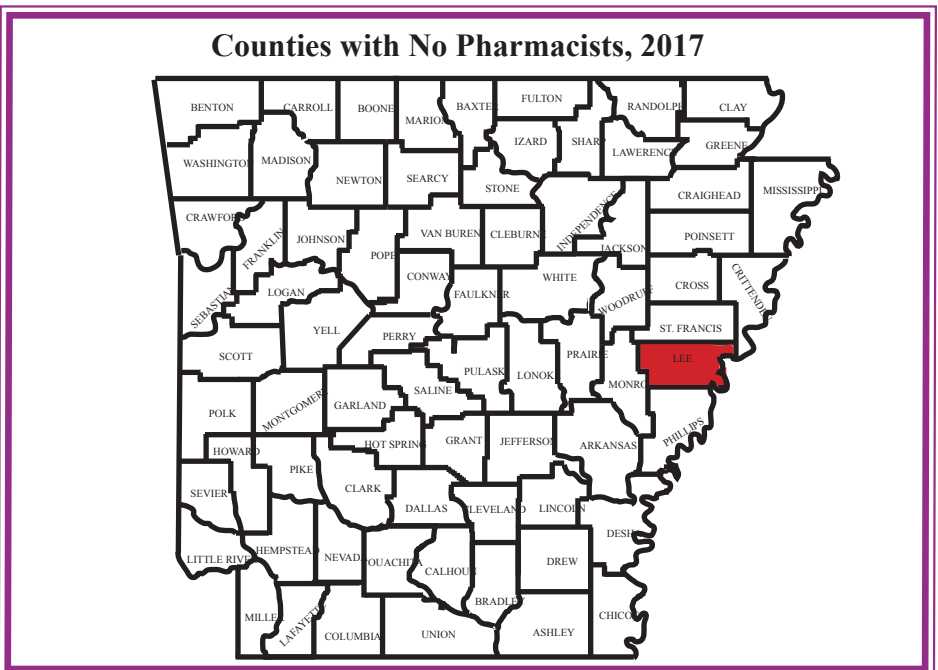 Counties with No Pharmacists, 2017
BENTON
CARROLL
BOONE
MARION
BAXTER
FULTON
RANDOLPH
CLAY
WASHINGTON
MADISON
NEWTON
SEARCY
STONE
IZARD
SHARP
LAWERENCE
GREENE
CRAIGHEAD
MISSISSIPPI
CRAWFORD
FRANKLIN
JOHNSON
POPE
VAN BUREN
CLEBURNE
INDEPENDENCE
JACKSON
POINSETT
SEBASTIAN
LOGAN
CONWAY
FAULKNER
WHITE
WOODRUFF
CROSS
CRITTENDEN
SCOTT
YELL
PERRY
PULASK
LONOK
PRAIRIE
ST. FRANCIS
LEE
MONRO
POLK
MONTGOMERY
GARLAND
SALINE
HOWARD
PIKE
HOT SPRING
GRANT
JEFFERSON
ARKANSAS
PHILLIPS
SEVIER
CLARK
DALLAS
CLEVELAND
LINCOLN
DESHA
LITTLE RIVER
HEMPSTEAD
NEVADA
OUACHITA
CALHOUN
BRADLEY
DREW
CHICO
MILLER
LAFAYETTE
COLUMBIA
UNION
ASHLEY